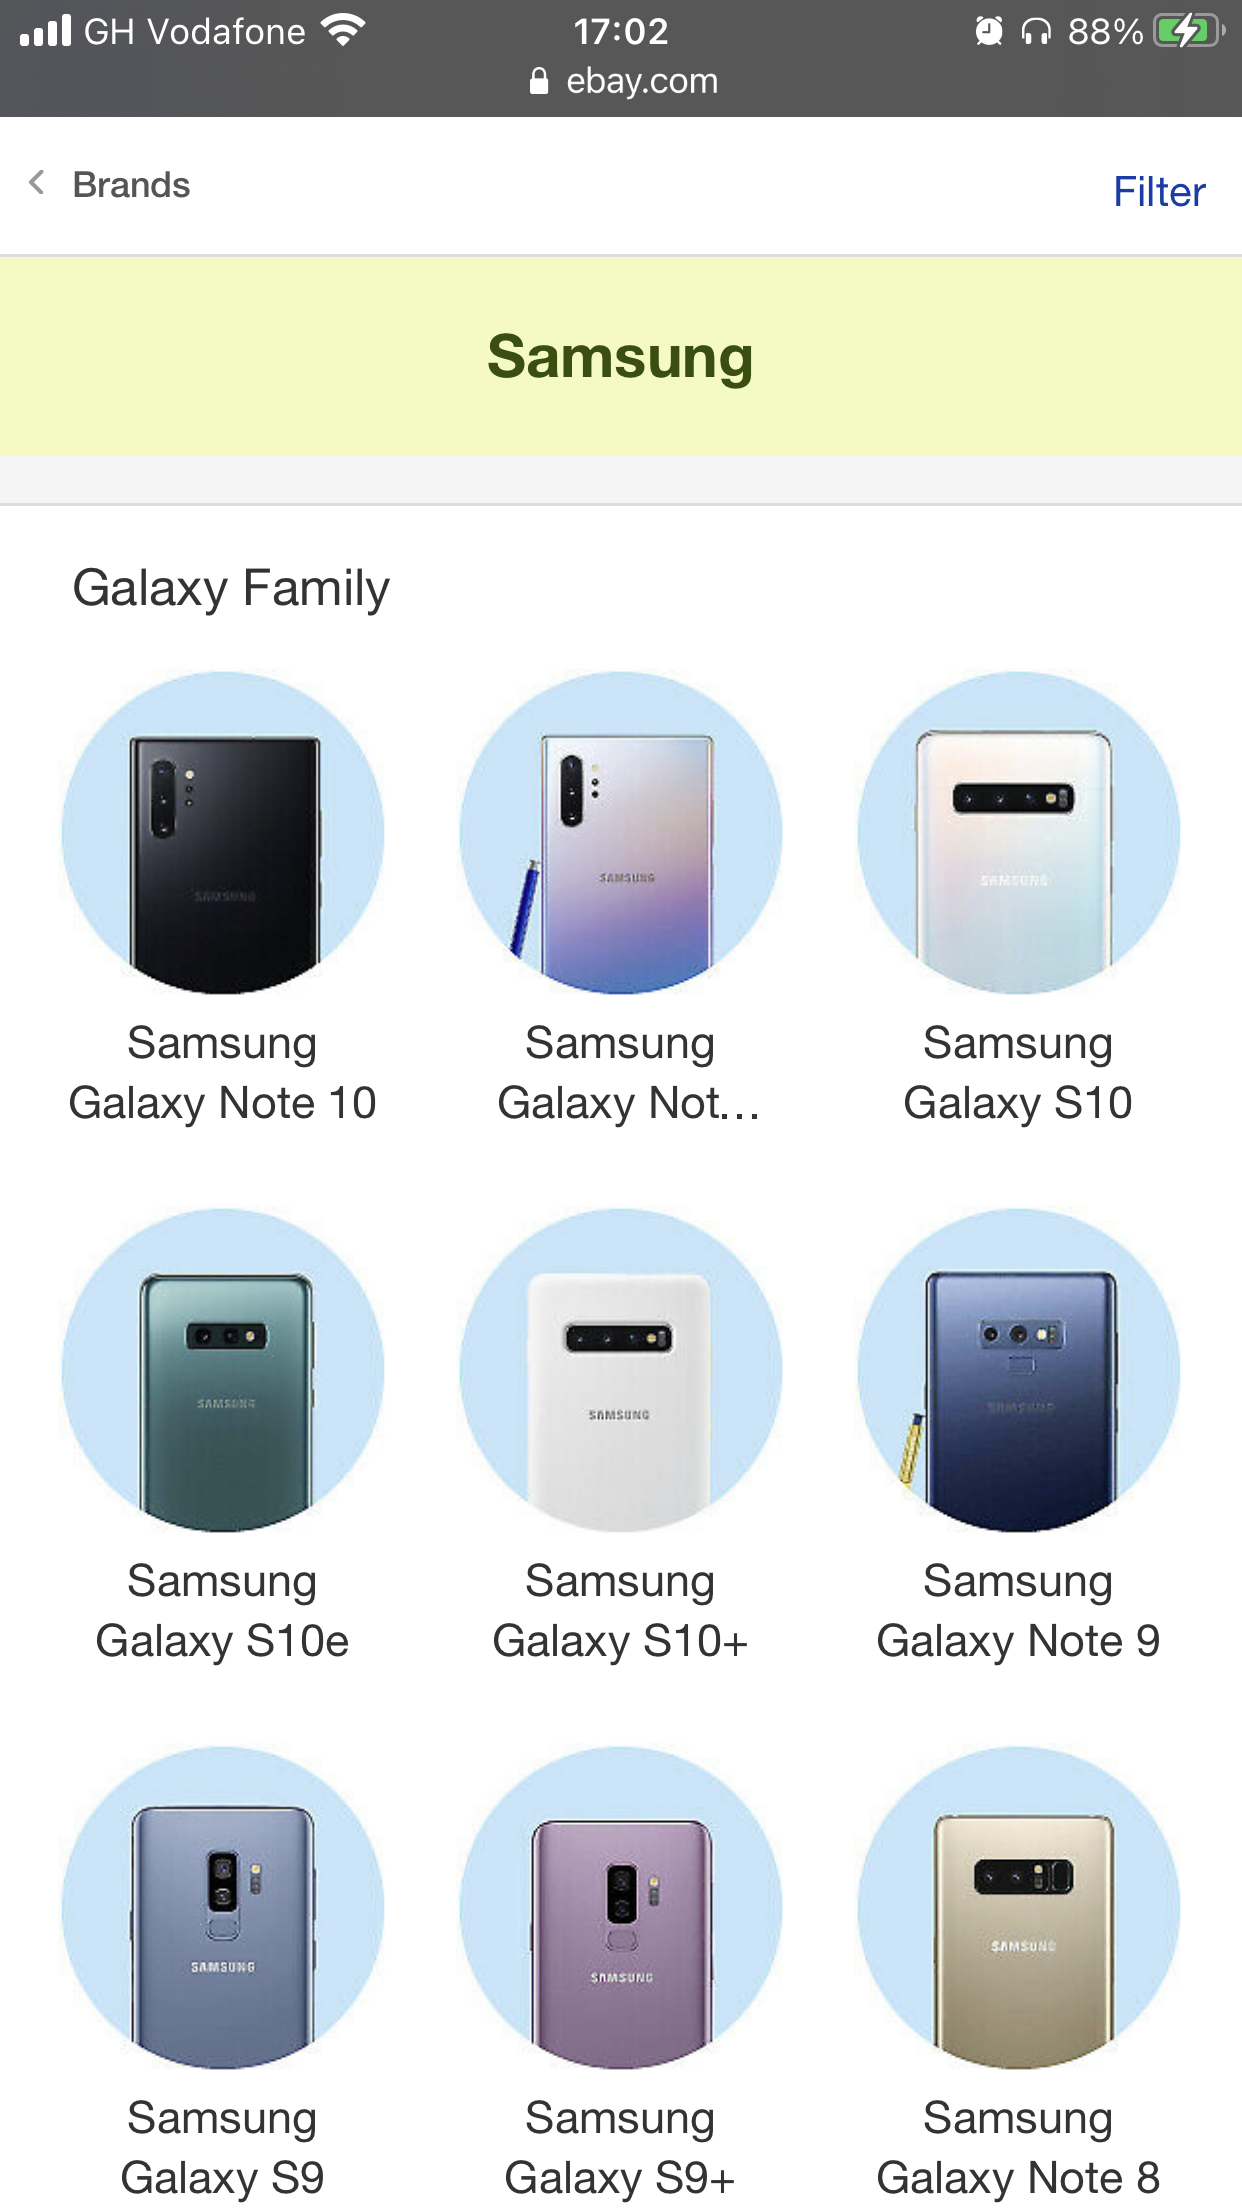 GH Vodafone 17:02 88%
ebay.com
Brands Filter
Samsung
Galaxy Family
SAMSUNG SAMSUNG SAMSUNG
Samsung Samsung Samsung
Galaxy Note 10 Galaxy Not... Galaxy S10
SAMSUNG SAMSUNG SAMSUNG
Samsung Samsung Samsung
Galaxy S10e Galaxy S10+ Galaxy Note 9
SAMSUNG SAMSUNG SAMSUNG
Samsung Samsung Samsung
Galaxy S9 Galaxy S9+ Galaxy Note 8